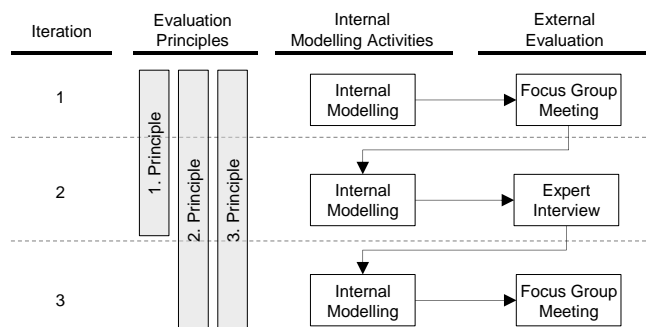 Iteration
Evaluation
Principles
Internal
Modelling Activities
External
Evaluation
1
1. Principle
2. Principle
3. Principle
Internal
Modelling
Focus Group
Meeting
2
Internal
Modelling
Expert
Interview
3
Internal
Modelling
Focus Group
Meeting